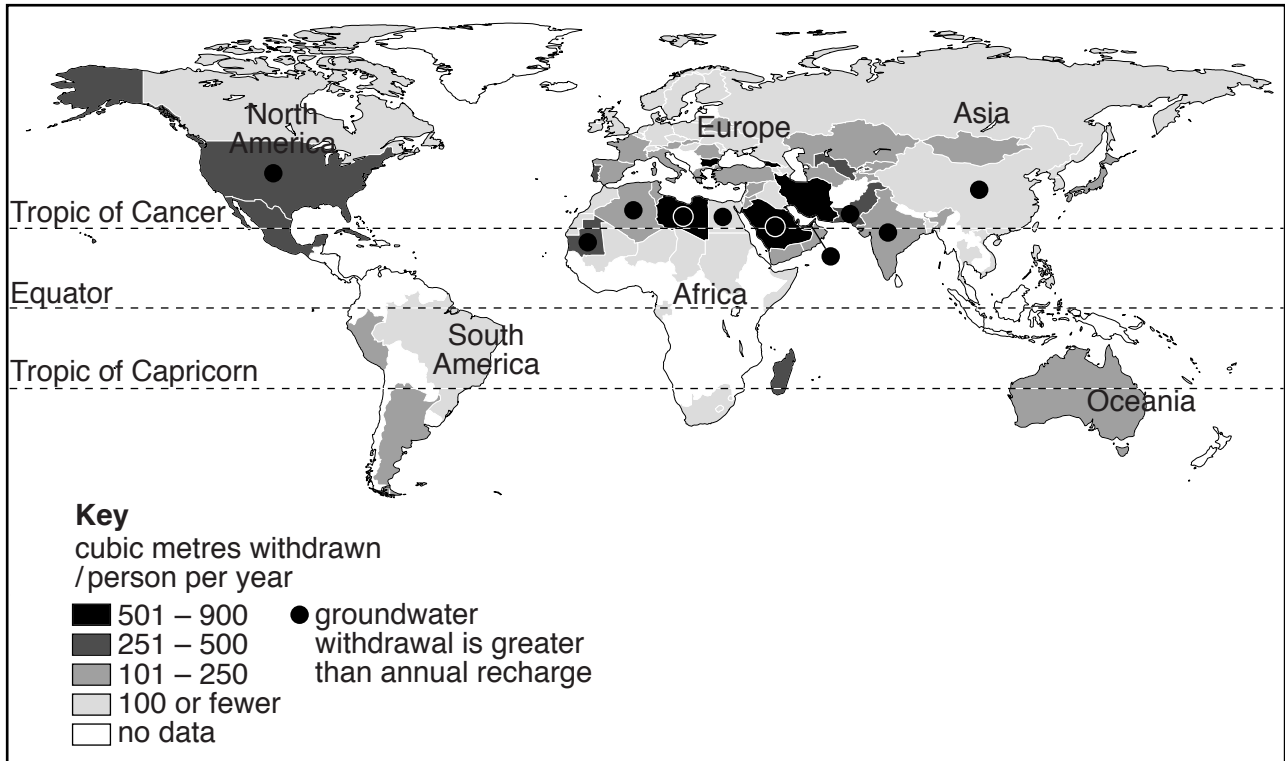 North
America
Europe
Asia
Tropic of Cancer
Equator
Africa
South
America
Tropic of Capricorn
Oceania
Key
cubic metres withdrawn
/person per year
501 – 900
251 – 500
101 – 250
100 or fewer
no data
groundwater
withdrawal is greater
than annual recharge